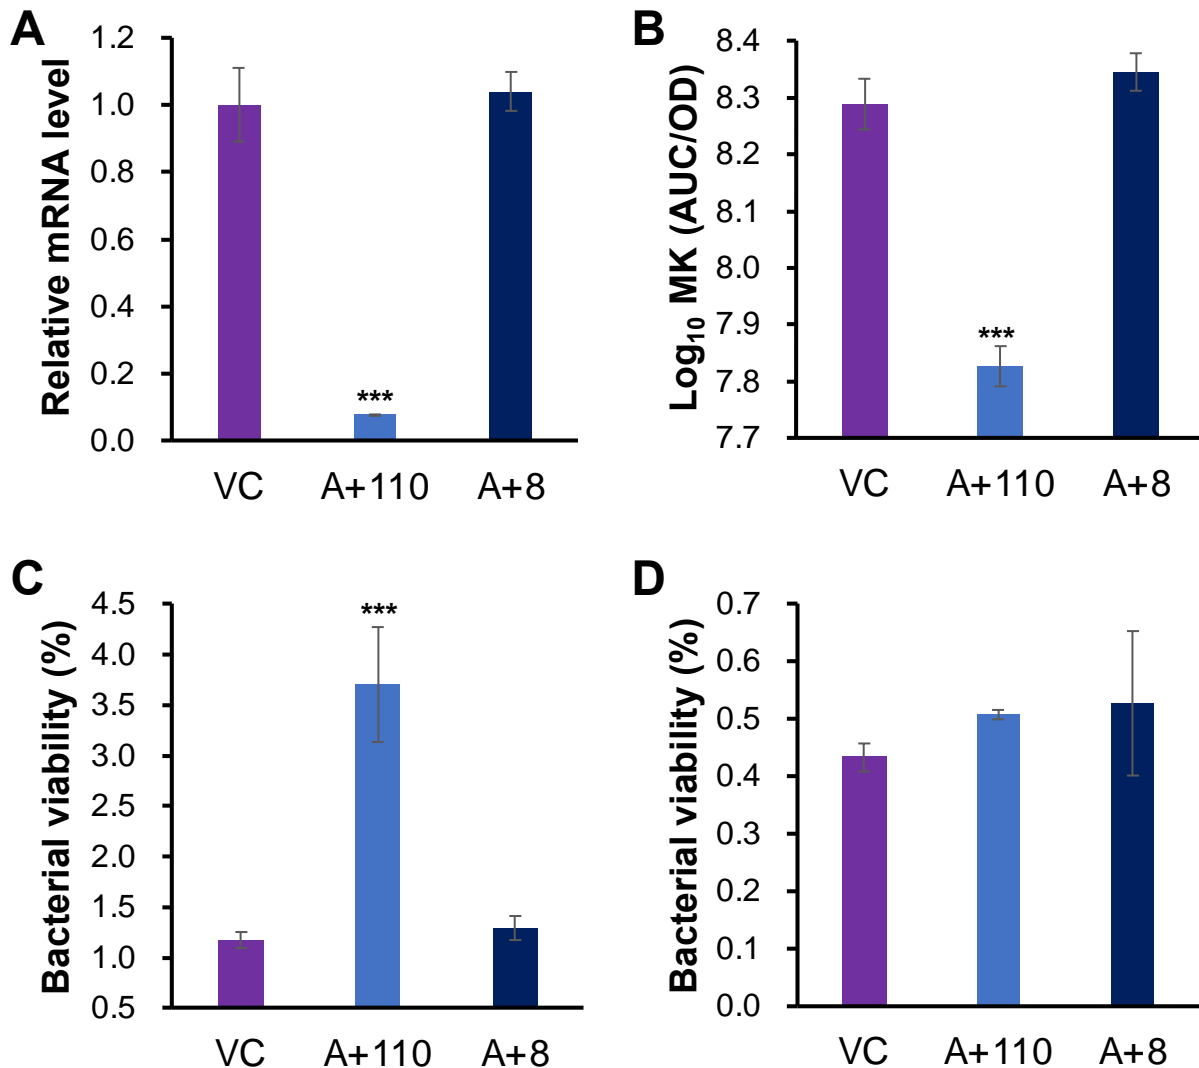 A
Relative mRNA level
1.2
1.0
0.8
0.6
0.4
0.2
0.0
***
VC A+110 A+8
B
Log₁₀ MK (AUC/OD)
8.4
8.3
8.2
8.1
8.0
7.9
7.8
7.7
***
VC A+110 A+8
C
Bacterial viability (%)
4.5
4.0
3.5
3.0
2.5
2.0
1.5
1.0
0.5
***
VC A+110 A+8
D
Bacterial viability (%)
0.7
0.6
0.5
0.4
0.3
0.2
0.1
0.0
VC A+110 A+8